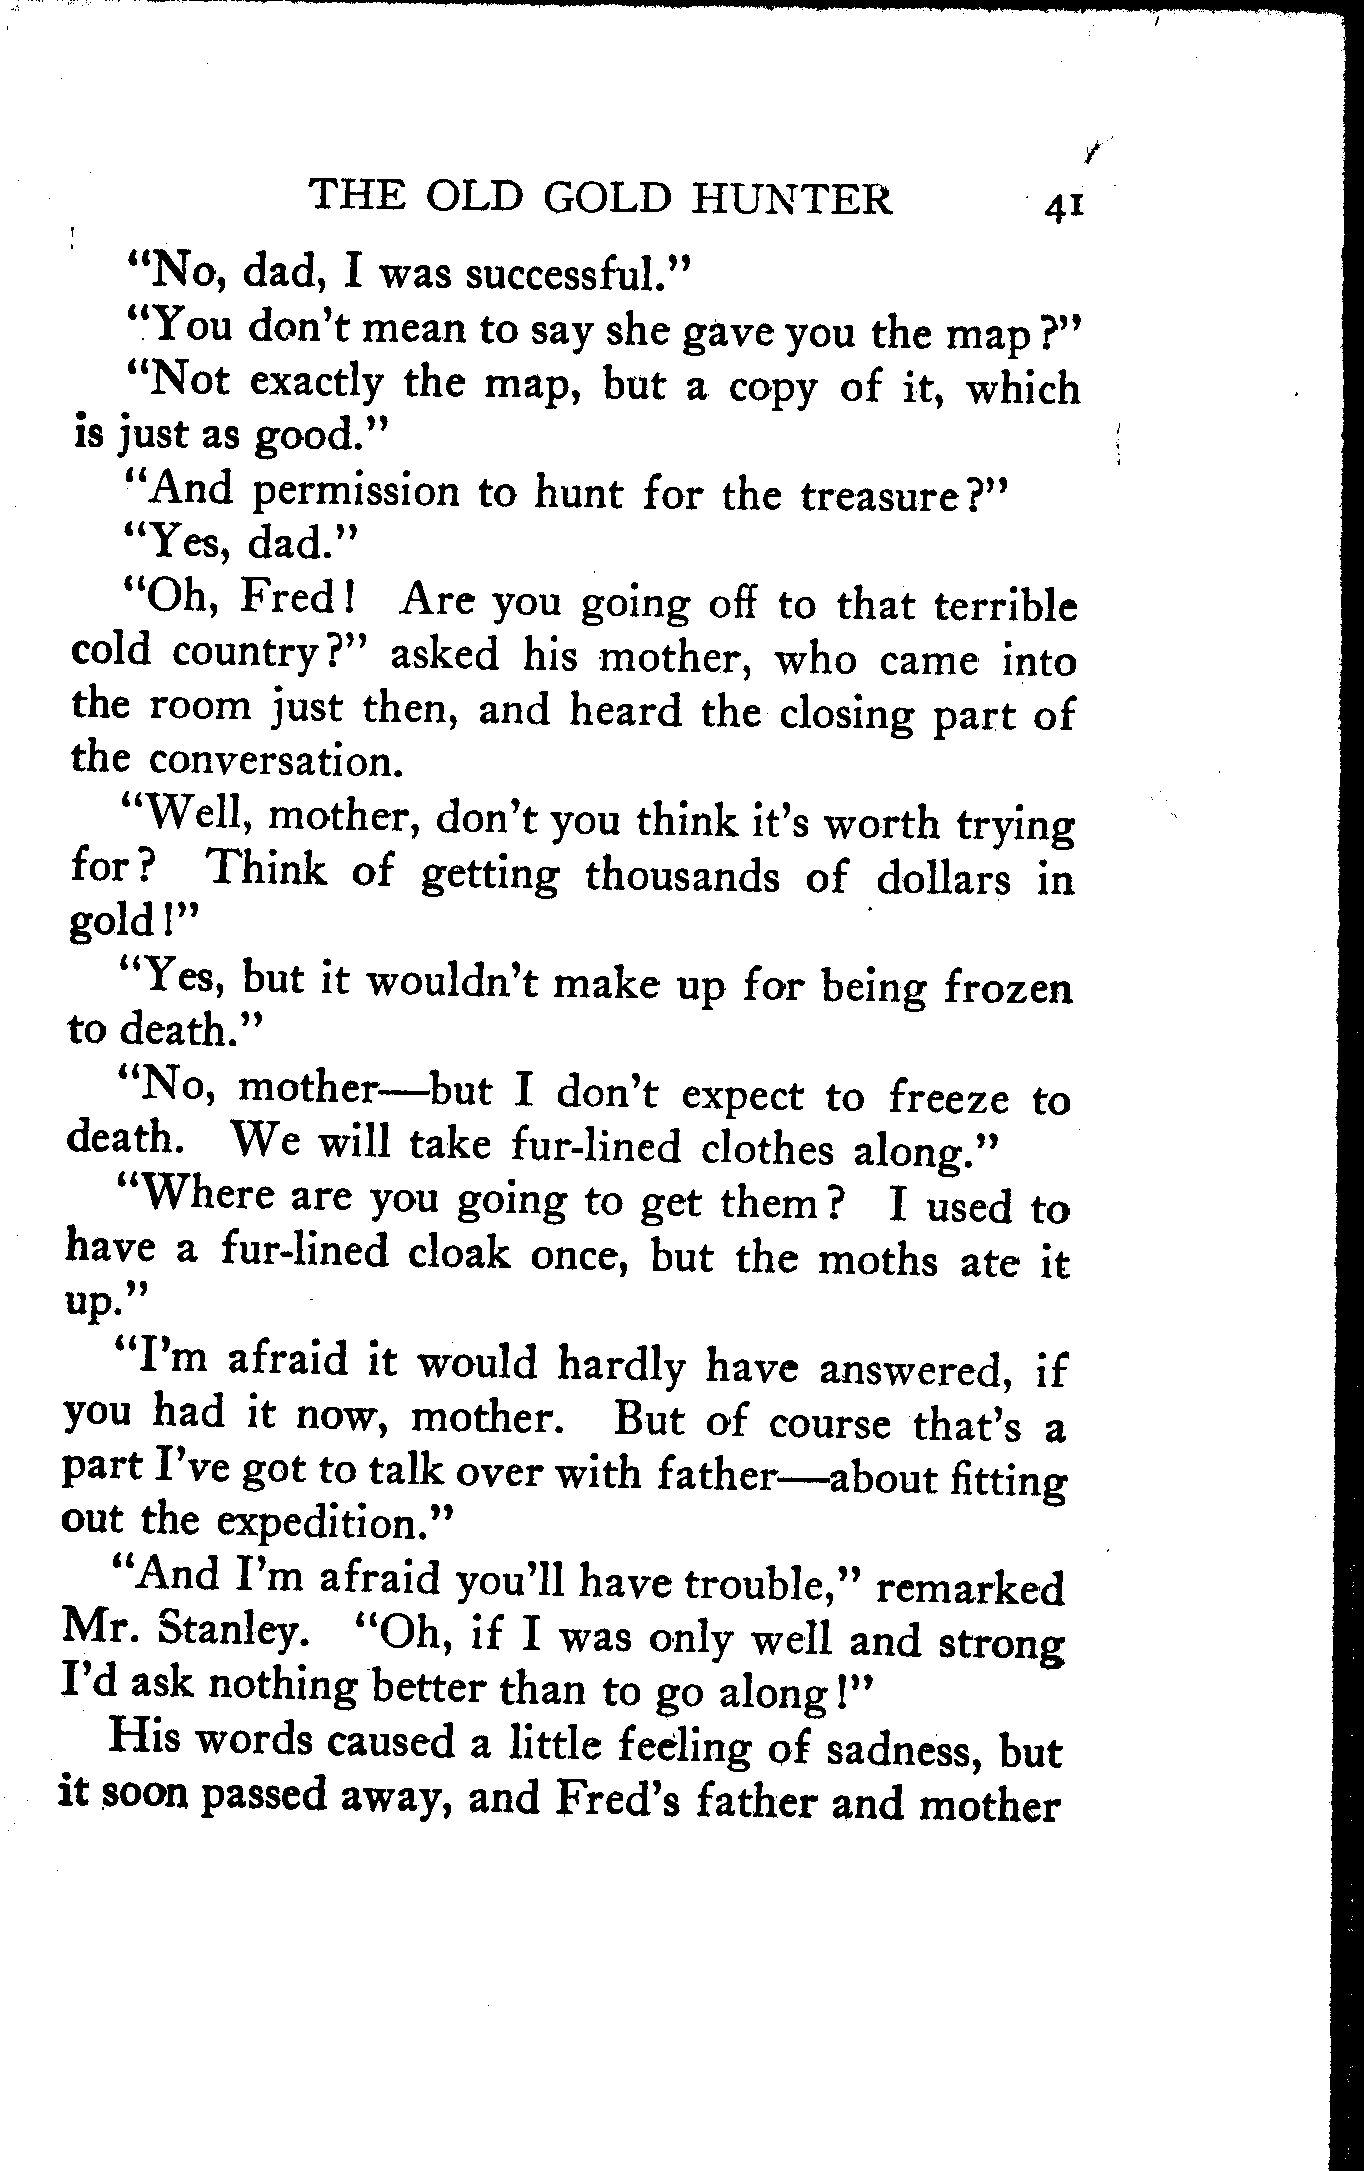 THE OLD GOLD HUNTER 41
"No, dad, I was successful."
"You don't mean to say she gave you the map?"
"Not exactly the map, but a copy of it, which
is just as good."
"And permission to hunt for the treasure?"
"Yes, dad."
"Oh, Fred! Are you going off to that terrible
cold country?" asked his mother, who came into
the room just then, and heard the closing part of
the conversation.
"Well, mother, don't you think it's worth trying
for? Think of getting thousands of dollars in
gold!"
"Yes, but it wouldn't make up for being frozen
to death."
"No, mother—but I don't expect to freeze to
death. We will take fur-lined clothes along."
"Where are you going to get them? I used to
have a fur-lined cloak once, but the moths ate it
up."
"I'm afraid it would hardly have answered, if
you had it now, mother. But of course that's a
part I've got to talk over with father—about fitting
out the expedition."
"And I'm afraid you'll have trouble," remarked
Mr. Stanley. "Oh, if I was only well and strong
I'd ask nothing better than to go along!"
His words caused a little feeling of sadness, but
it soon passed away, and Fred's father and mother